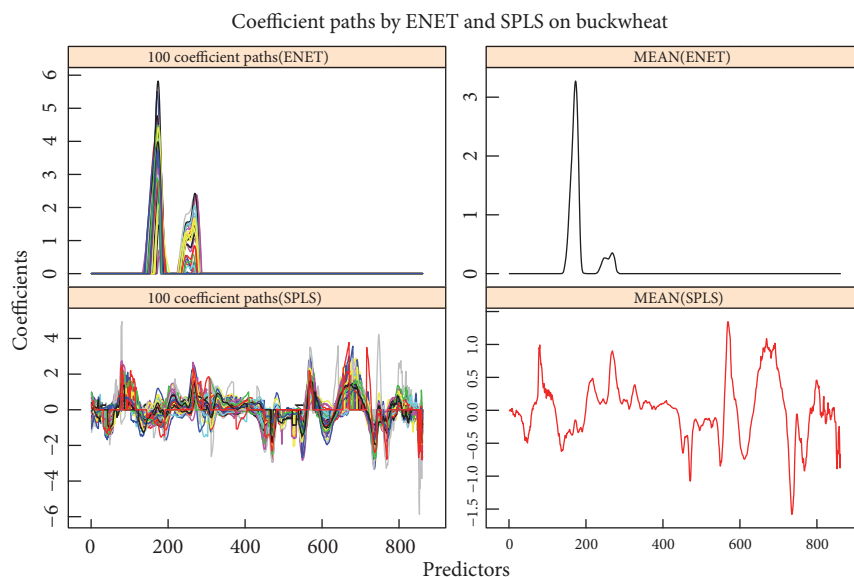 Coefficient paths by ENET and SPLS on buckwheat
100 coefficient paths(ENET)
MEAN(ENET)
6
5
4
3
2
1
0
3
2
1
0
100 coefficient paths(SPLS)
MEAN(SPLS)
4
2
0
−2
−4
−6
1.0
0.5
0.0
−0.5
−1.0
−1.5
0 200 400 600 800
0 200 400 600 800
Coefficients
Predictors